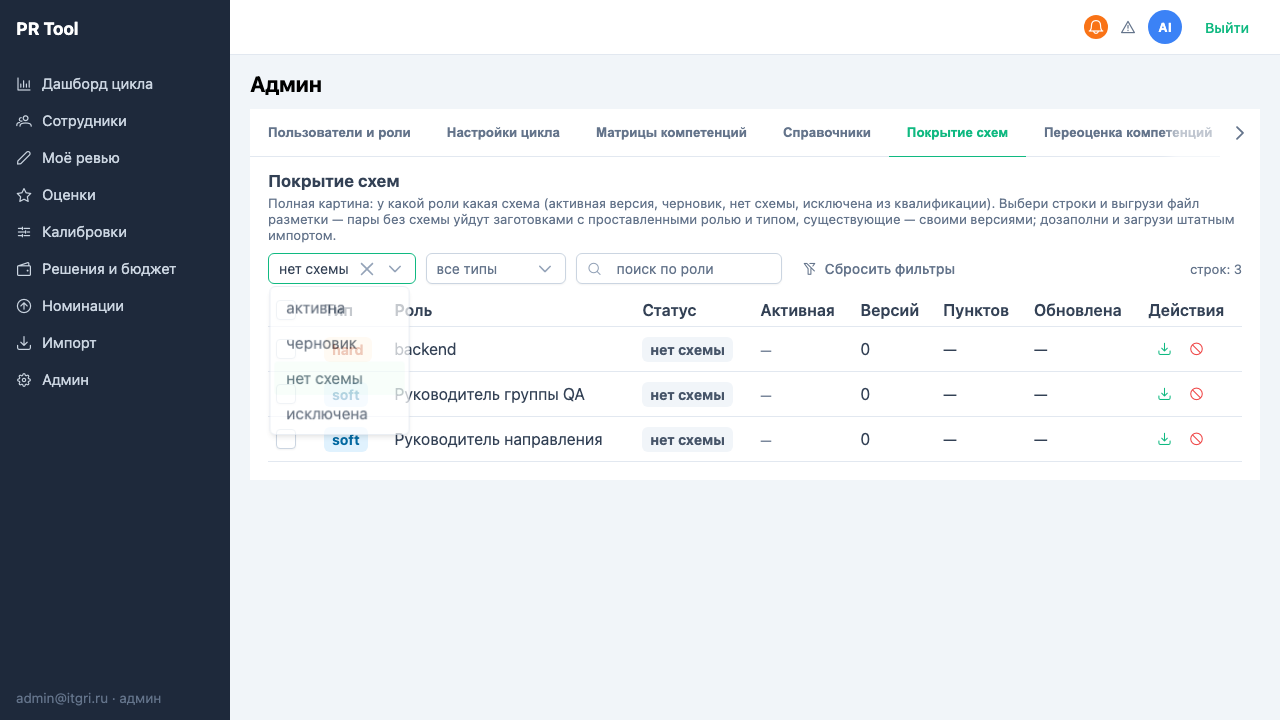 PR Tool
Дашборд цикла
Сотрудники
Моё ревью
Оценки
Калибровки
Решения и бюджет
Номинации
Импорт
Админ
admin@itgri.ru · админ
AI
Выйти
Админ
Пользователи и роли
Настройки цикла
Матрицы компетенций
Справочники
Покрытие схем
Переоценка компетенций
Покрытие схем
Полная картина: у какой роли какая схема (активная версия, черновик, нет схемы, исключена из квалификации). Выбери строки и выгрузи файл
разметки — пары без схемы уйдут заготовками с проставленными ролью и типом, существующие — своими версиями; дозаполни и загрузи штатным
импортом.
нет схемы
все типы
поиск по роли
Сбросить фильтры
строк: 3
активна
черновик
нет схемы
исключена
Тип Роль Статус Активная Версий Пунктов Обновлена Действия
hard backend нет схемы — 0 — —
soft Руководитель группы QA нет схемы — 0 — —
soft Руководитель направления нет схемы — 0 — —